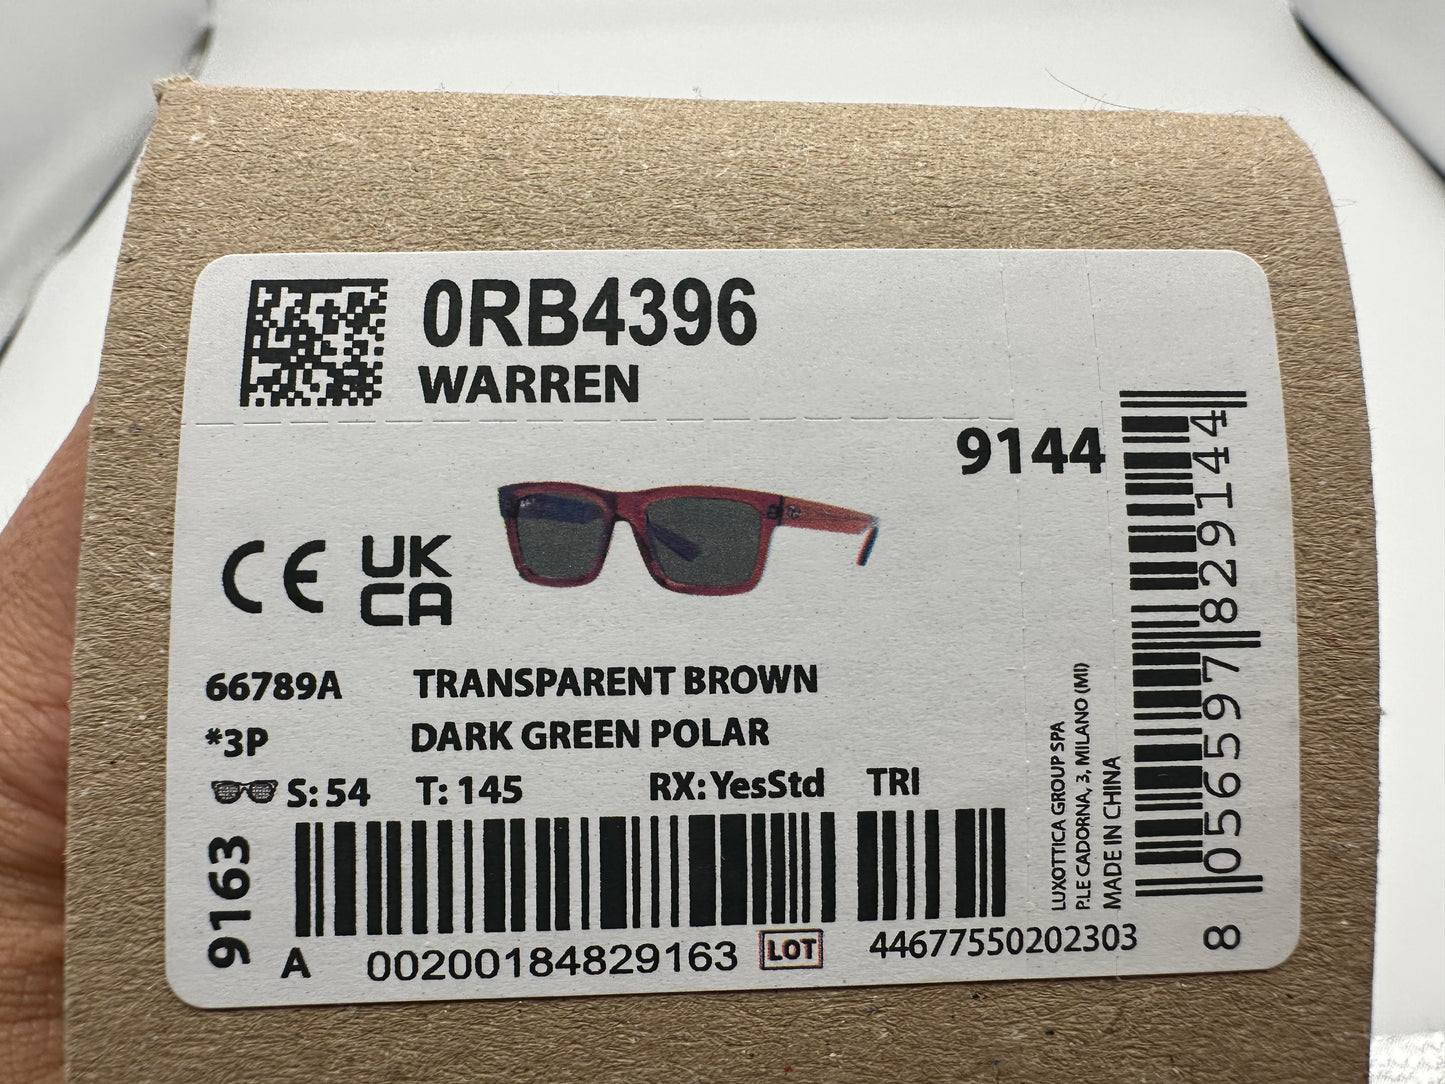 0RB4396
WARREN
9144
CE
UK
CA
66789A TRANSPARENT BROWN
*3P DARK GREEN POLAR
S: 54 T: 145 RX: YesStd TRI
9163
A 00200184829163 LOT 44677550202303
LUXOTTICA GROUP SPA
P.LE CADORNA, 3, MILANO (MI)
MADE IN CHINA
8 056597 829144